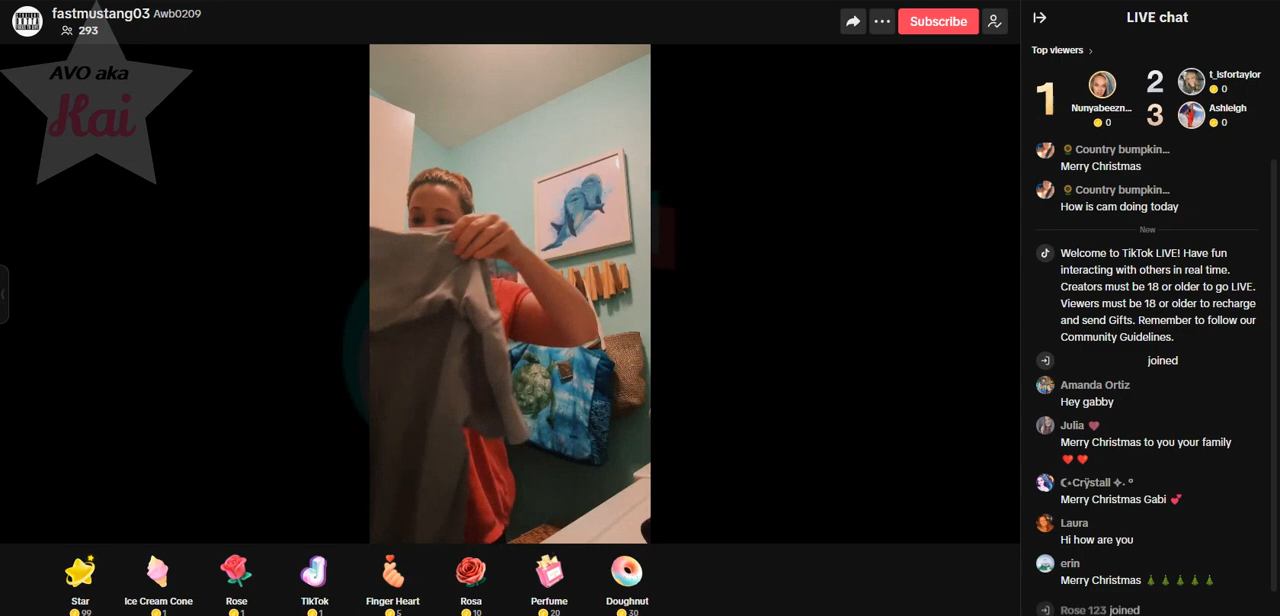 fastmustang03 Awb0209
293
Subscribe
AVO aka
Kai
LIVE chat
Top viewers
1
Nunyabeezn...
0
2
t_lsfortaylor
0
3
Ashleigh
0
Country bumpkin...
Merry Christmas
Country bumpkin...
How is cam doing today
New
Welcome to TikTok LIVE! Have fun
interacting with others in real time.
Creators must be 18 or older to go LIVE.
Viewers must be 18 or older to recharge
and send Gifts. Remember to follow our
Community Guidelines.
joined
Amanda Ortiz
Hey gabby
Julia
Merry Christmas to you your family
☾⋆Crÿstall ✧.°
Merry Christmas Gabi
Laura
Hi how are you
erin
Merry Christmas
Rose 123 joined
Star
99
Ice Cream Cone
1
Rose
1
TikTok
1
Finger Heart
5
Rosa
10
Perfume
20
Doughnut
30